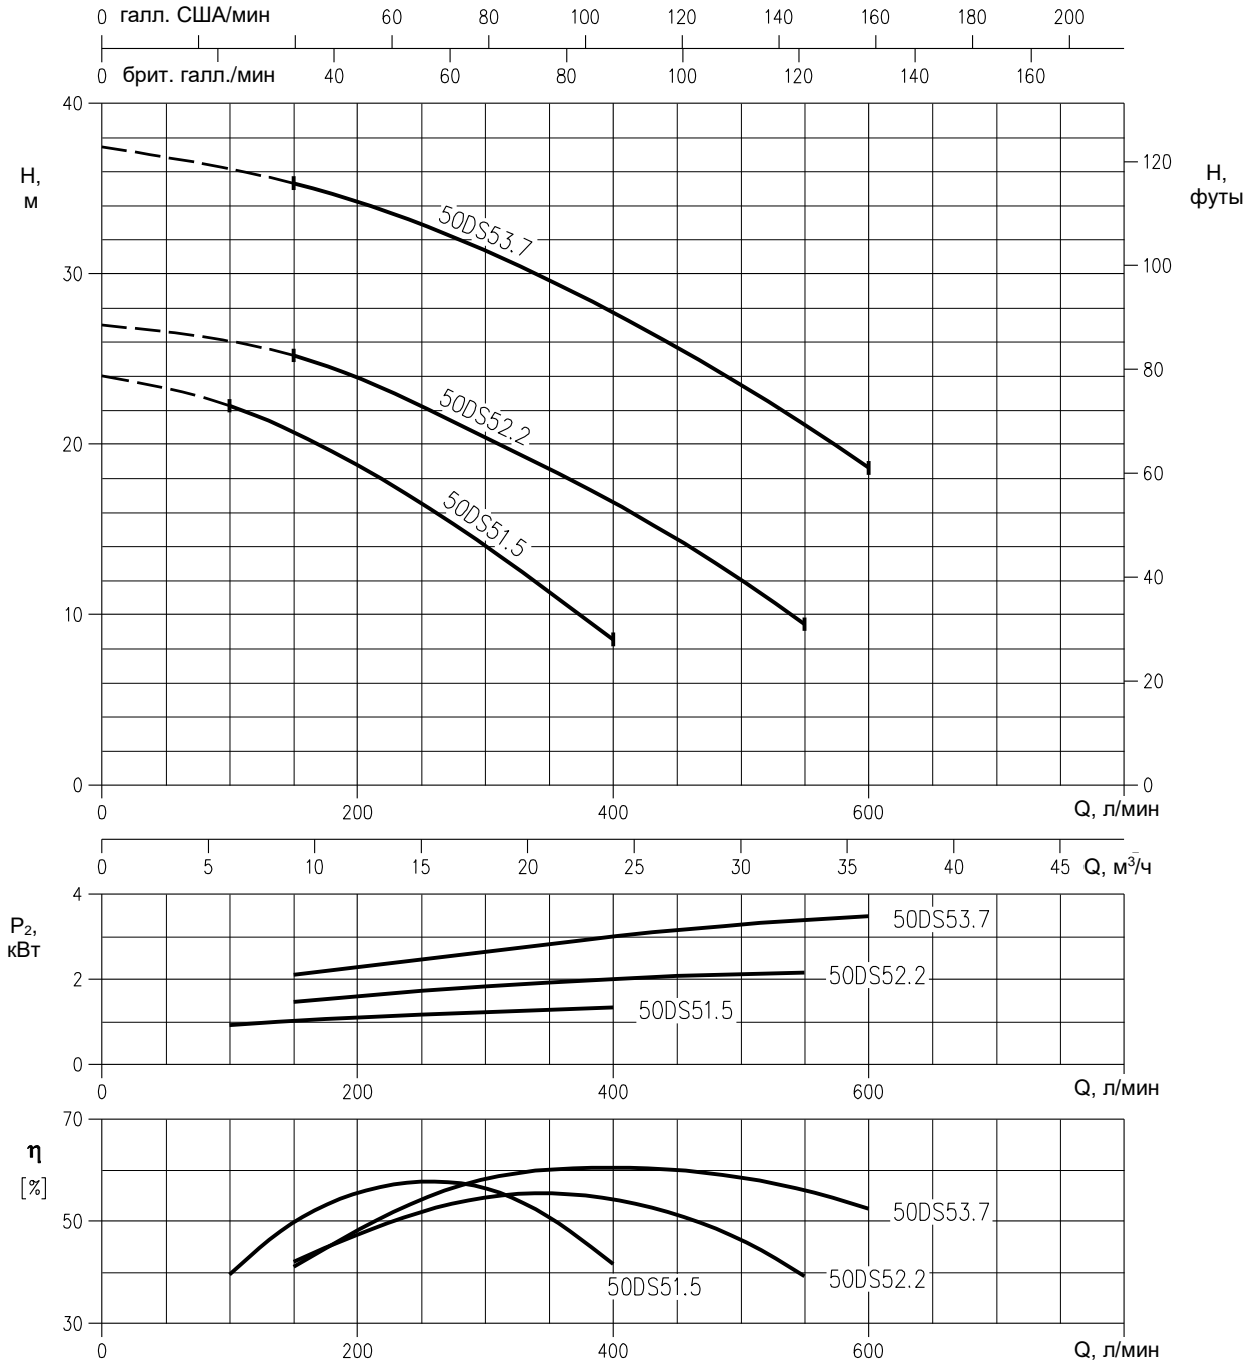 0 галл. США/мин 60 80 100 120 140 160 180 200
0 брит. галл./мин 40 60 80 100 120 140 160
40
H,
м
30
20
10
0
120
H,
футы
100
80
60
40
20
0
50DS53.7
50DS52.2
50DS51.5
0 200 400 600 Q, л/мин
0 5 10 15 20 25 30 35 40 45 Q, м³/ч
4
P₂,
кВт
2
0
50DS53.7
50DS52.2
50DS51.5
0 200 400 600 Q, л/мин
70
η
[%]
50
30
50DS53.7
50DS52.2
50DS51.5
0 200 400 600 Q, л/мин